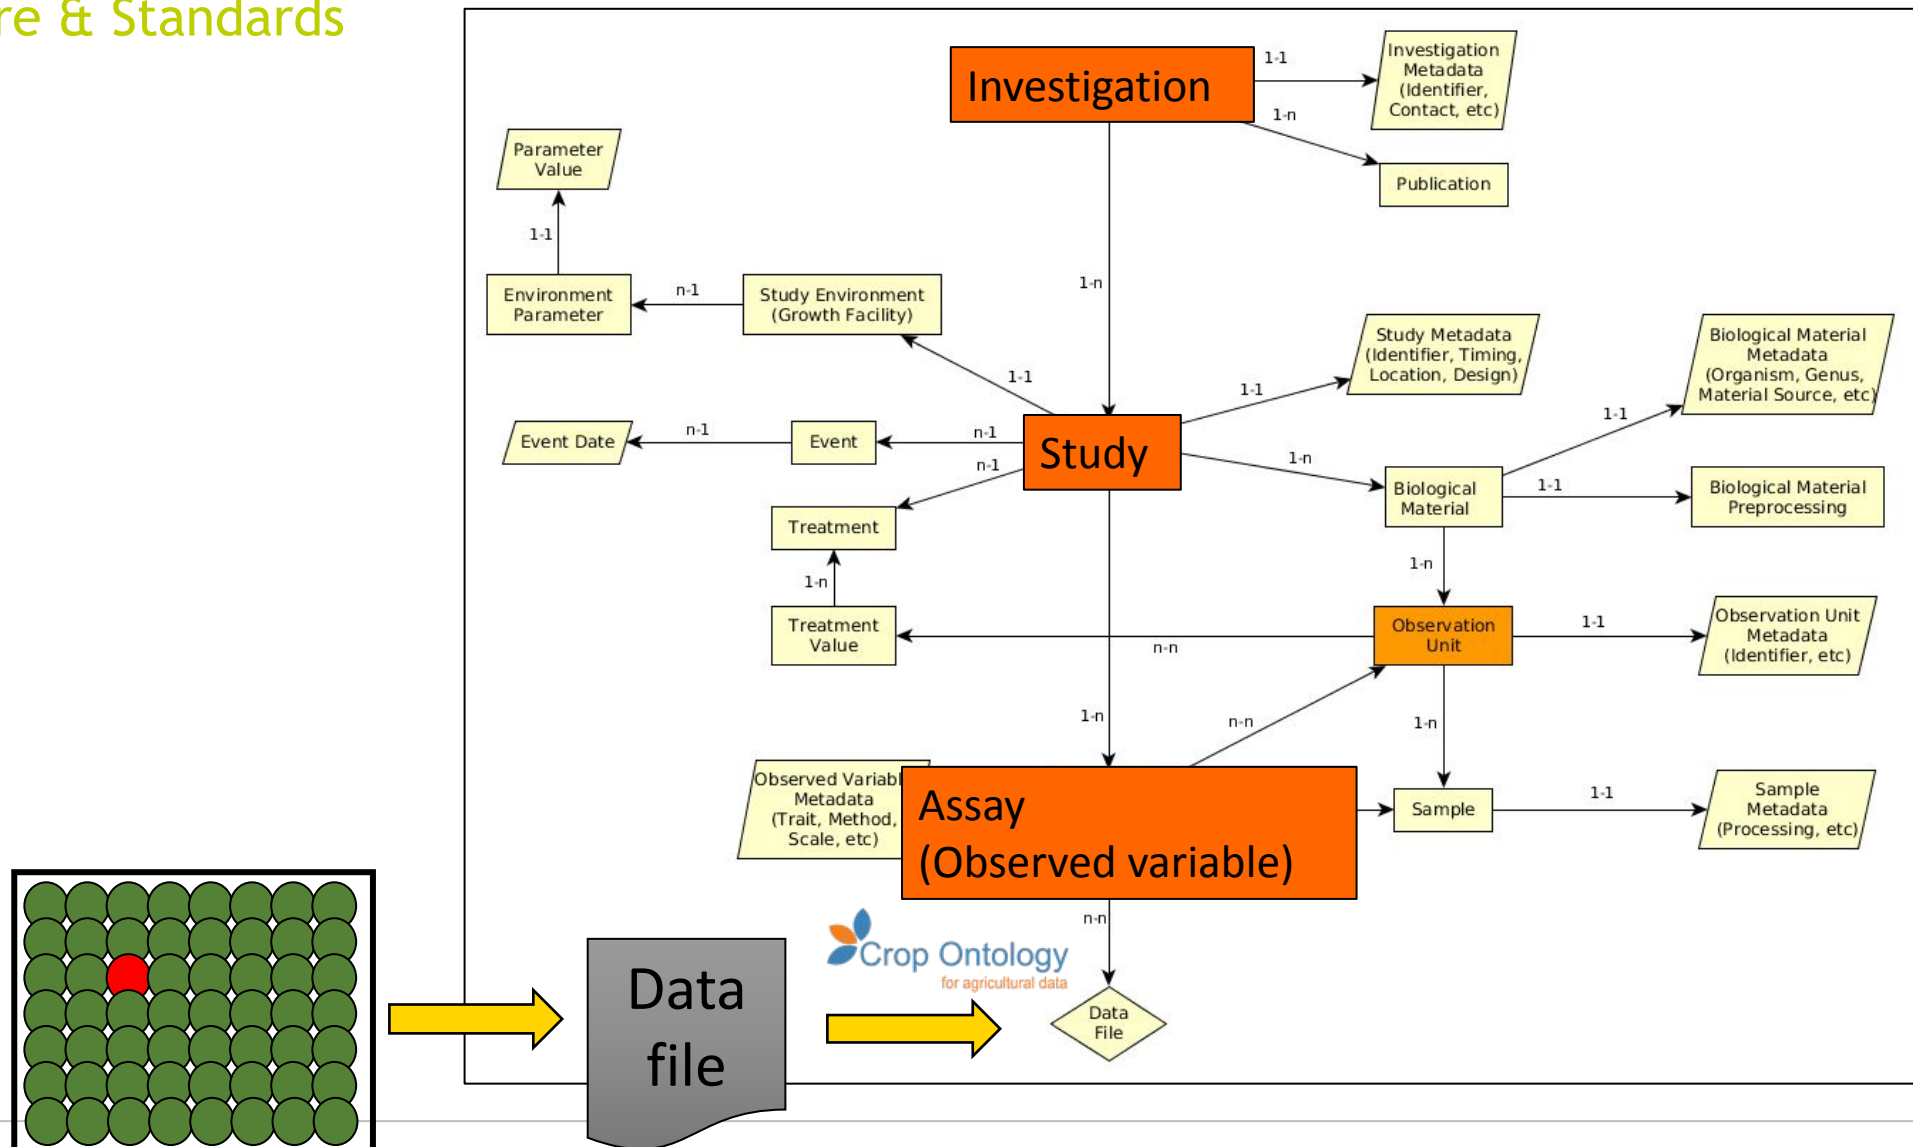 re & Standards
Investigation
1-1
Investigation
Metadata
(Identifier,
Contact, etc)
1-n
Publication
Parameter
Value
1-1
Environment
Parameter
n-1
Study Environment
(Growth Facility)
1-n
1-1
Study Metadata
(Identifier, Timing,
Location, Design)
1-1
Biological Material
Metadata
(Organism, Genus,
Material Source, etc)
1-1
Event Date
n-1
Event
n-1
Study
n-1
1-n
Biological
Material
1-1
Biological Material
Preprocessing
Treatment
1-n
1-n
Treatment
Value
n-n
Observation
Unit
1-1
Observation Unit
Metadata
(Identifier, etc)
1-n
n-n
1-n
Observed Variabl
Metadata
(Trait, Method,
Scale, etc)
Assay
(Observed variable)
Sample
1-1
Sample
Metadata
(Processing, etc)
n-n
Crop Ontology
for agricultural data
Data
file
Data
File